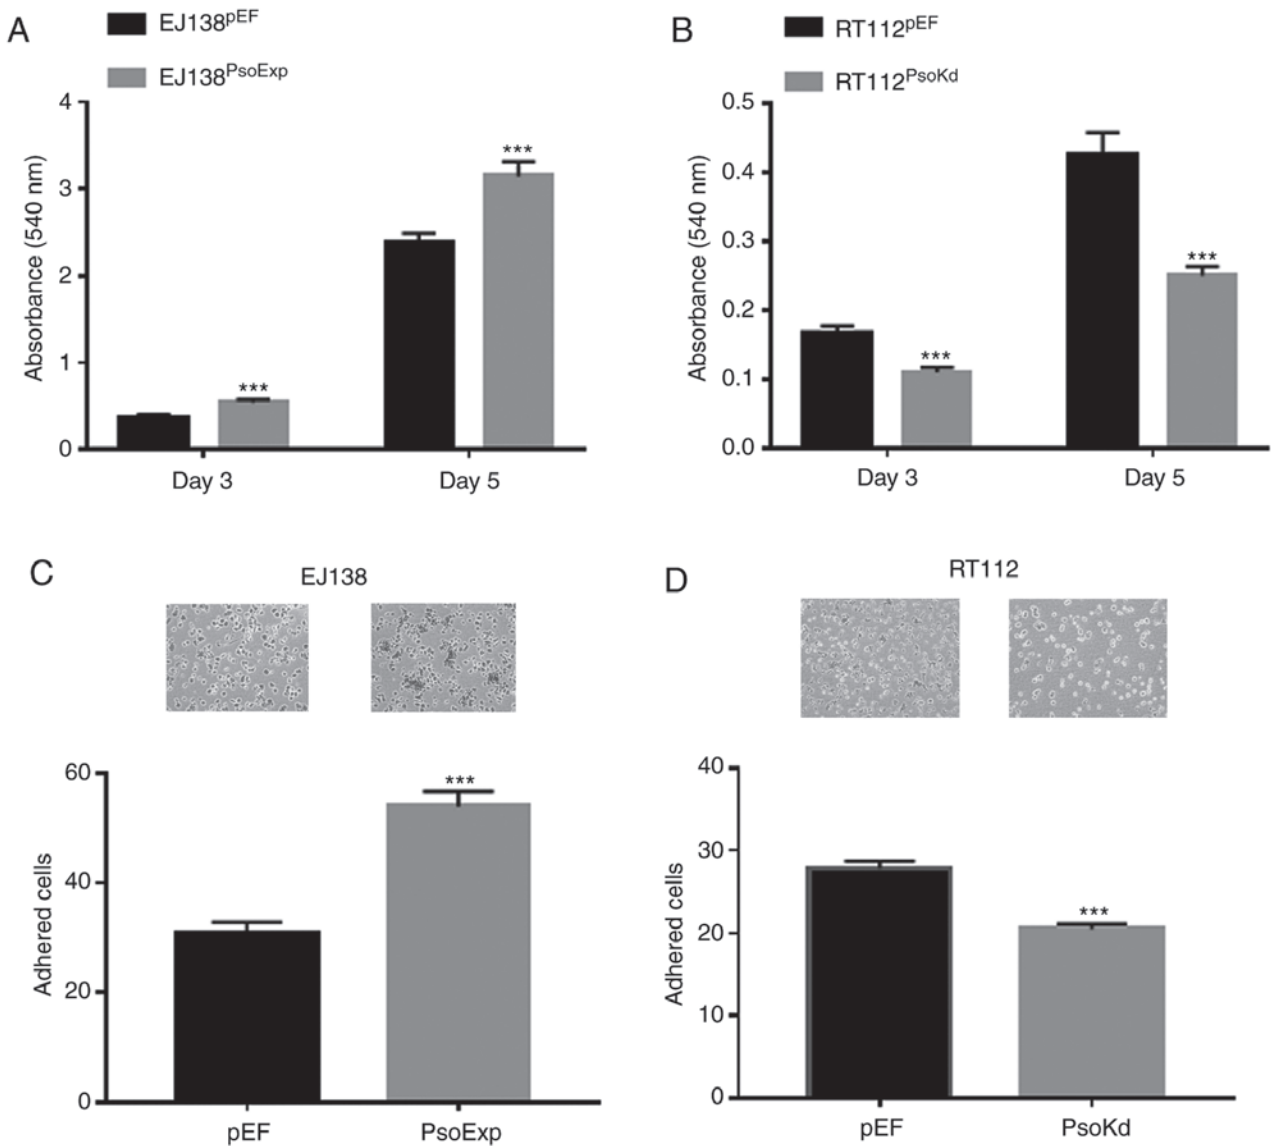 A
EJ138pEF
EJ138PsoExp
4
3
2
1
0
Absorbance (540 nm)
***
***
Day 3
Day 5
B
RT112pEF
RT112PsoKd
0.5
0.4
0.3
0.2
0.1
0.0
Absorbance (540 nm)
***
***
Day 3
Day 5
C
EJ138
60
40
20
0
Adhered cells
***
pEF
PsoExp
D
RT112
40
30
20
10
0
Adhered cells
***
pEF
PsoKd